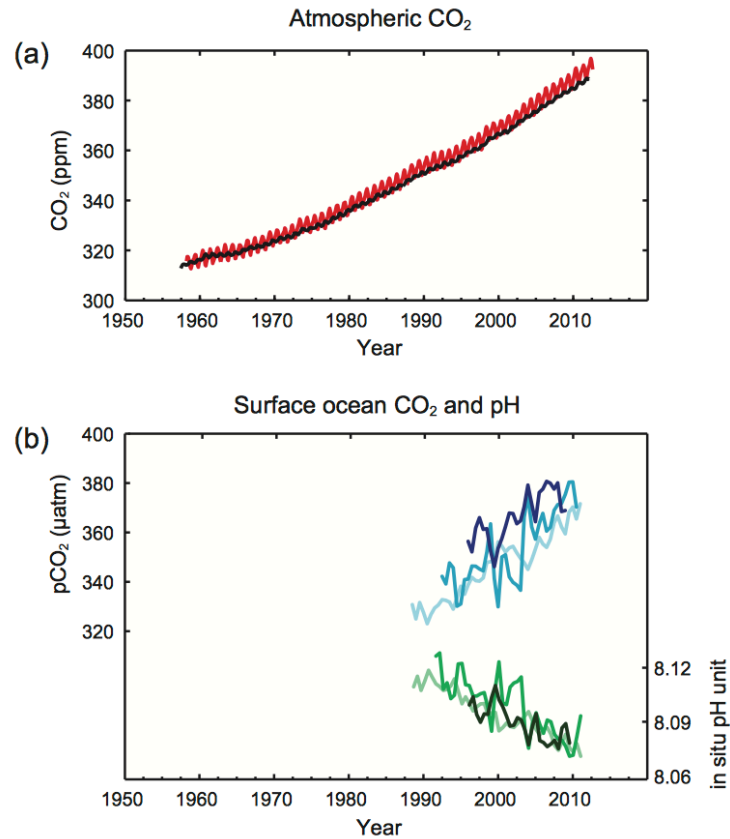 Atmospheric CO₂
(a)
400
380
360
340
320
300
CO₂ (ppm)
1950 1960 1970 1980 1990 2000 2010
Year
Surface ocean CO₂ and pH
(b)
400
380
360
340
320
pCO₂ (µatm)
8.12
8.09
8.06
in situ pH unit
1950 1960 1970 1980 1990 2000 2010
Year